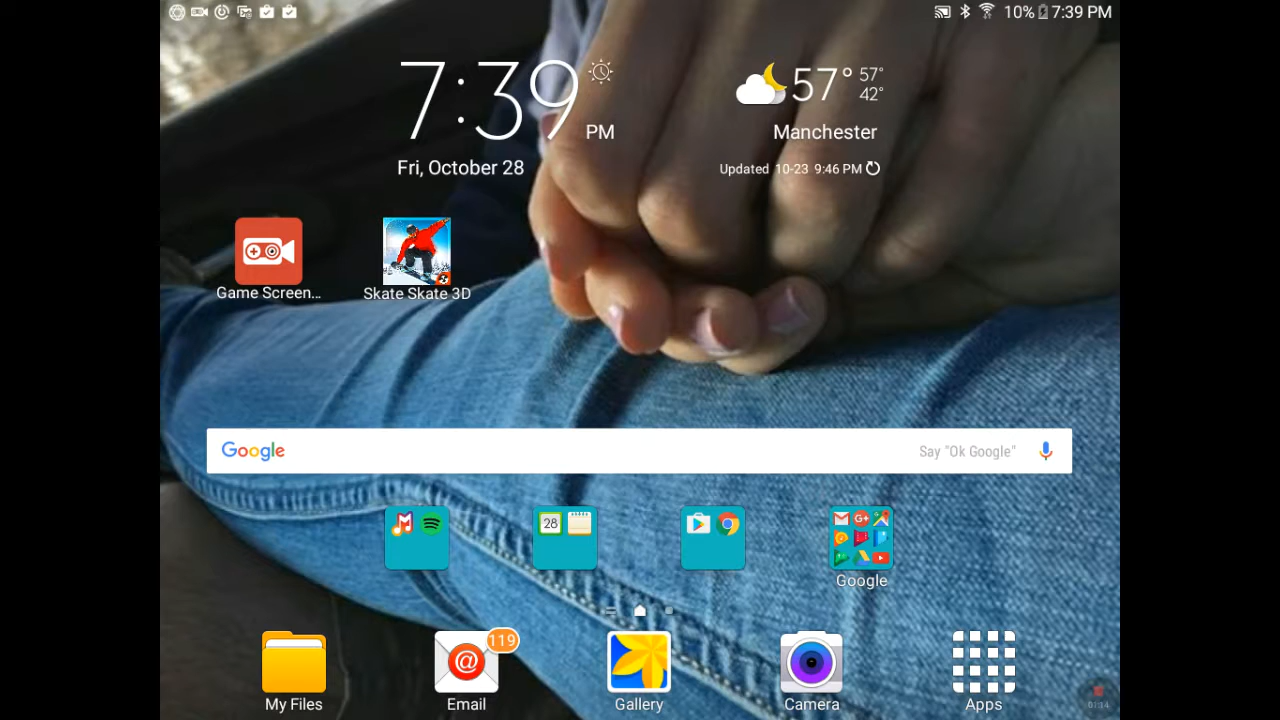 10% 7:39 PM
7:39 PM
Fri, October 28
57° 57° 42°
Manchester
Updated 10-23 9:46 PM
Game Screen...
Skate Skate 3D
Google
Say "Ok Google"
28
G+
Google
119
@
My Files
Email
Gallery
Camera
Apps
01:14